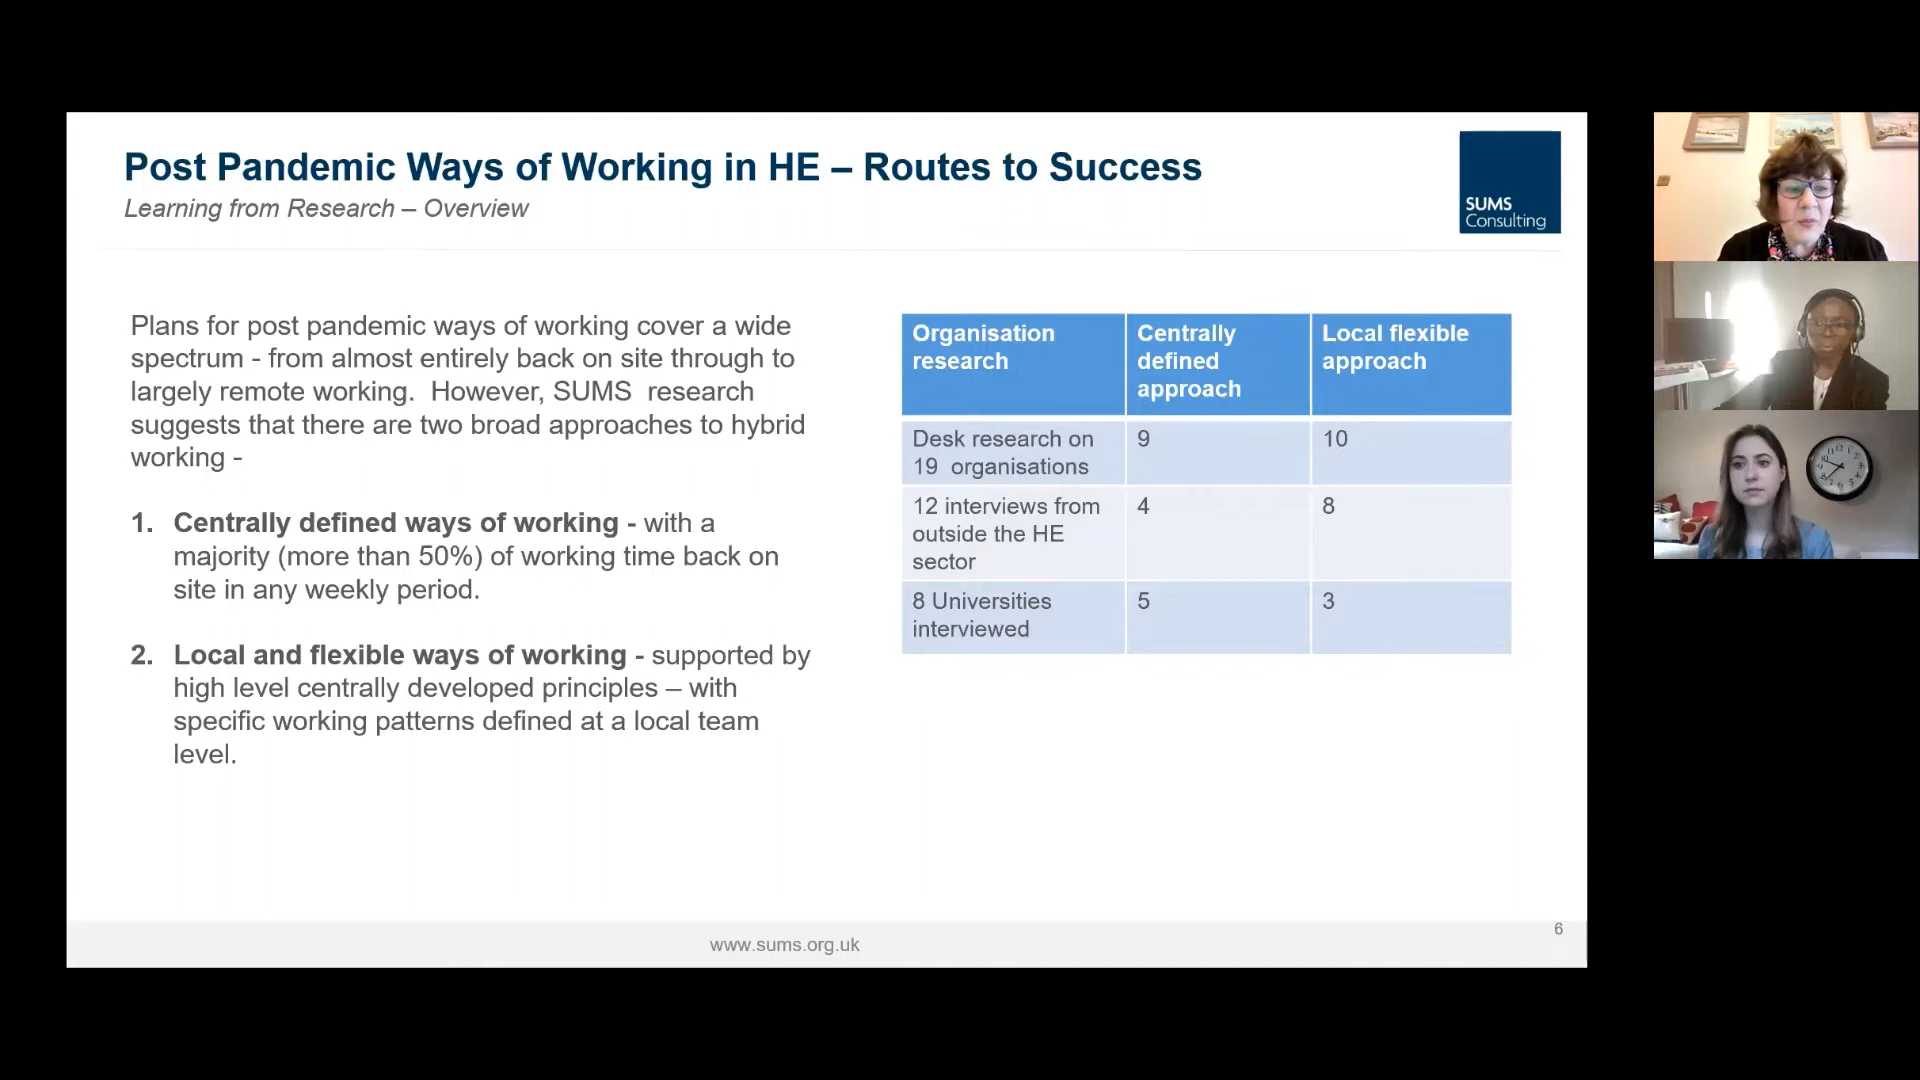 Post Pandemic Ways of Working in HE – Routes to Success
Learning from Research – Overview
SUMS
Consulting
Plans for post pandemic ways of working cover a wide
spectrum - from almost entirely back on site through to
largely remote working.  However, SUMS  research
suggests that there are two broad approaches to hybrid
working -
1. Centrally defined ways of working - with a
majority (more than 50%) of working time back on
site in any weekly period.
2. Local and flexible ways of working - supported by
high level centrally developed principles – with
specific working patterns defined at a local team
level.
Organisation
research
Centrally
defined
approach
Local flexible
approach
Desk research on
19  organisations
9
10
12 interviews from
outside the HE
sector
4
8
8 Universities
interviewed
5
3
www.sums.org.uk
6